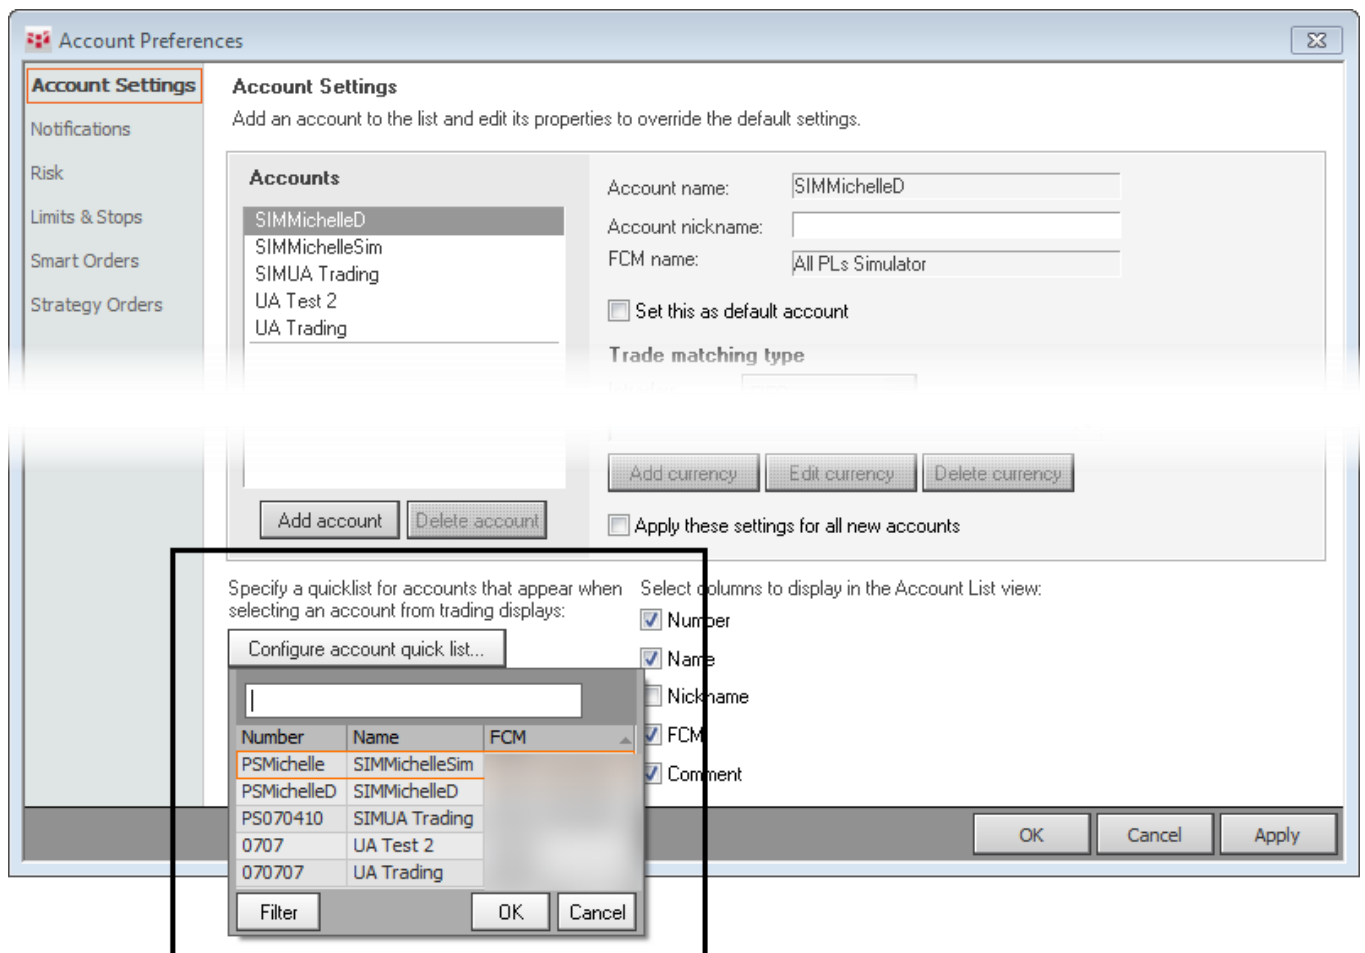 Account Preferences
Account Settings
Notifications
Risk
Limits & Stops
Smart Orders
Strategy Orders
Account Settings
Add an account to the list and edit its properties to override the default settings.
Accounts
SIMMichelleD
SIMMichelleSim
SIMUA Trading
UA Test 2
UA Trading
Add account Delete account
Account name: SIMMichelleD
Account nickname:
FCM name: All PLs Simulator
Set this as default account
Trade matching type
Add currency Edit currency Delete currency
Apply these settings for all new accounts
Specify a quicklist for accounts that appear when
selecting an account from trading displays:
Configure account quick list...
Number Name FCM
PSMichelle SIMMichelleSim
PSMichelleD SIMMichelleD
PS070410 SIMUA Trading
0707 UA Test 2
070707 UA Trading
Filter OK Cancel
Select columns to display in the Account List view:
Number
Name
Nickname
FCM
Comment
OK Cancel Apply